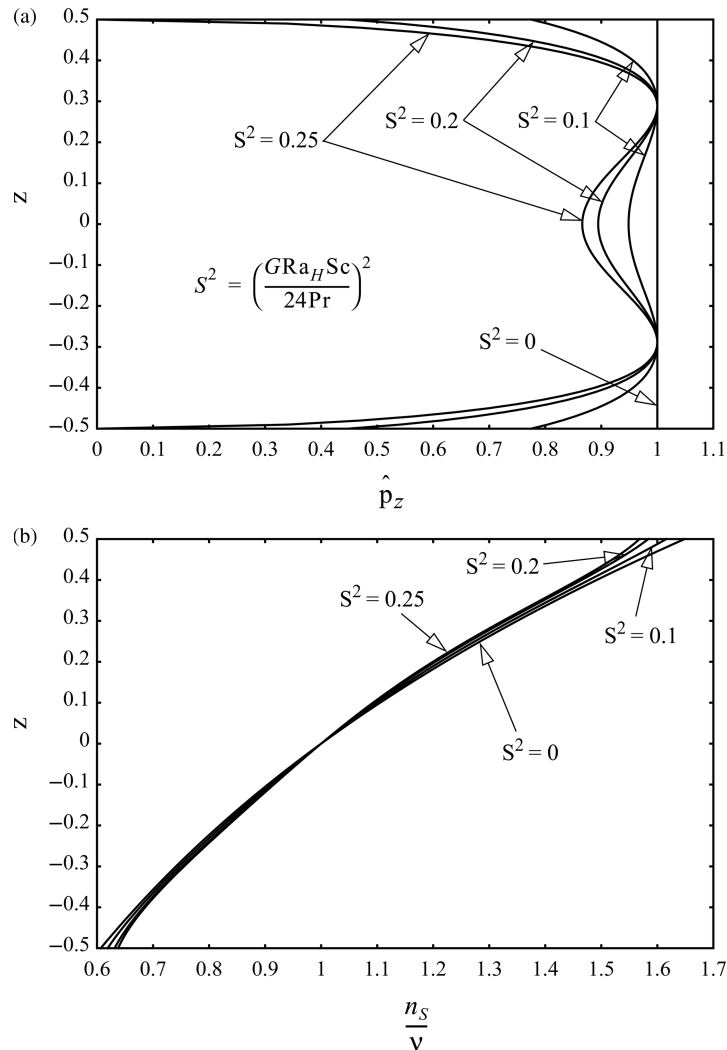 (a)
0.5
0.4
0.3
0.2
0.1
0
−0.1
−0.2
−0.3
−0.4
−0.5
z
S² = 0.25
S² = 0.2
S² = 0.1
S² = (GRa_H Sc / 24Pr)²
S² = 0
0 0.1 0.2 0.3 0.4 0.5 0.6 0.7 0.8 0.9 1 1.1
p̂_z
(b)
0.5
0.4
0.3
0.2
0.1
0
−0.1
−0.2
−0.3
−0.4
−0.5
z
S² = 0.2
S² = 0.25
S² = 0.1
S² = 0
0.6 0.7 0.8 0.9 1 1.1 1.2 1.3 1.4 1.5 1.6 1.7
n_S
ν